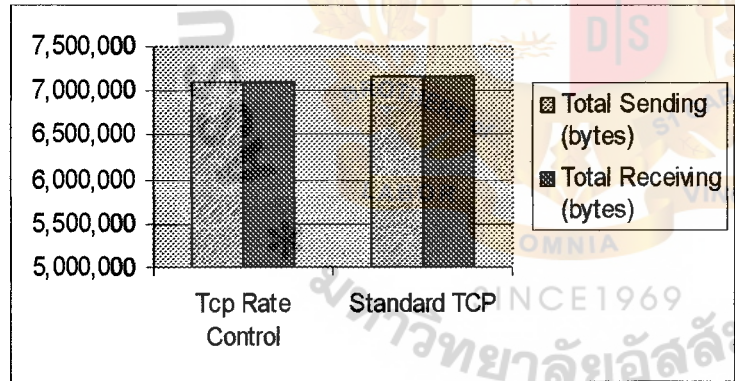 7,500,000
7,000,000
6,500,000
6,000,000
5,500,000
5,000,000
Tcp Rate
Control
Standard TCP
Total Sending
(bytes)
Total Receiving
(bytes)
D S
OMNIA
SINCE1969